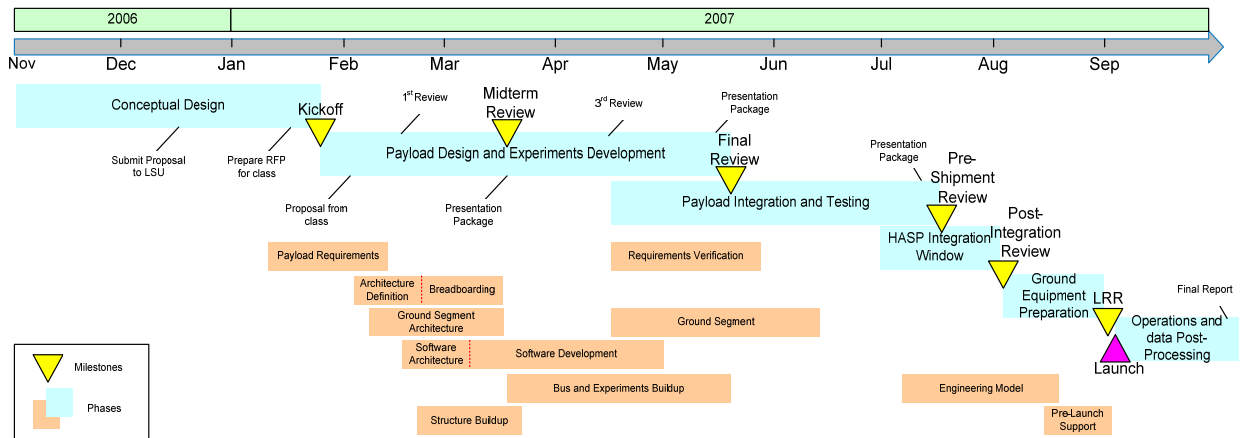 2006
2007
Nov
Dec
Jan
Feb
Mar
Apr
May
Jun
Jul
Aug
Sep
Conceptual Design
Kickoff
1st Review
Midterm
Review
3rd Review
Presentation
Package
Submit Proposal
to LSU
Prepare RFP
for class
Payload Design and Experiments Development
Final
Review
Presentation
Package
Pre-
Shipment
Review
Proposal from
class
Presentation
Package
Payload Integration and Testing
Post-
Integration
Review
HASP Integration
Window
Payload Requirements
Requirements Verification
Architecture
Definition
Breadboarding
Ground
Equipment
Preparation
LRR
Final Report
Ground Segment
Architecture
Ground Segment
Operations and
data Post-
Processing
Software
Architecture
Software Development
Launch
Bus and Experiments Buildup
Engineering Model
Structure Buildup
Pre-Launch
Support
Milestones
Phases